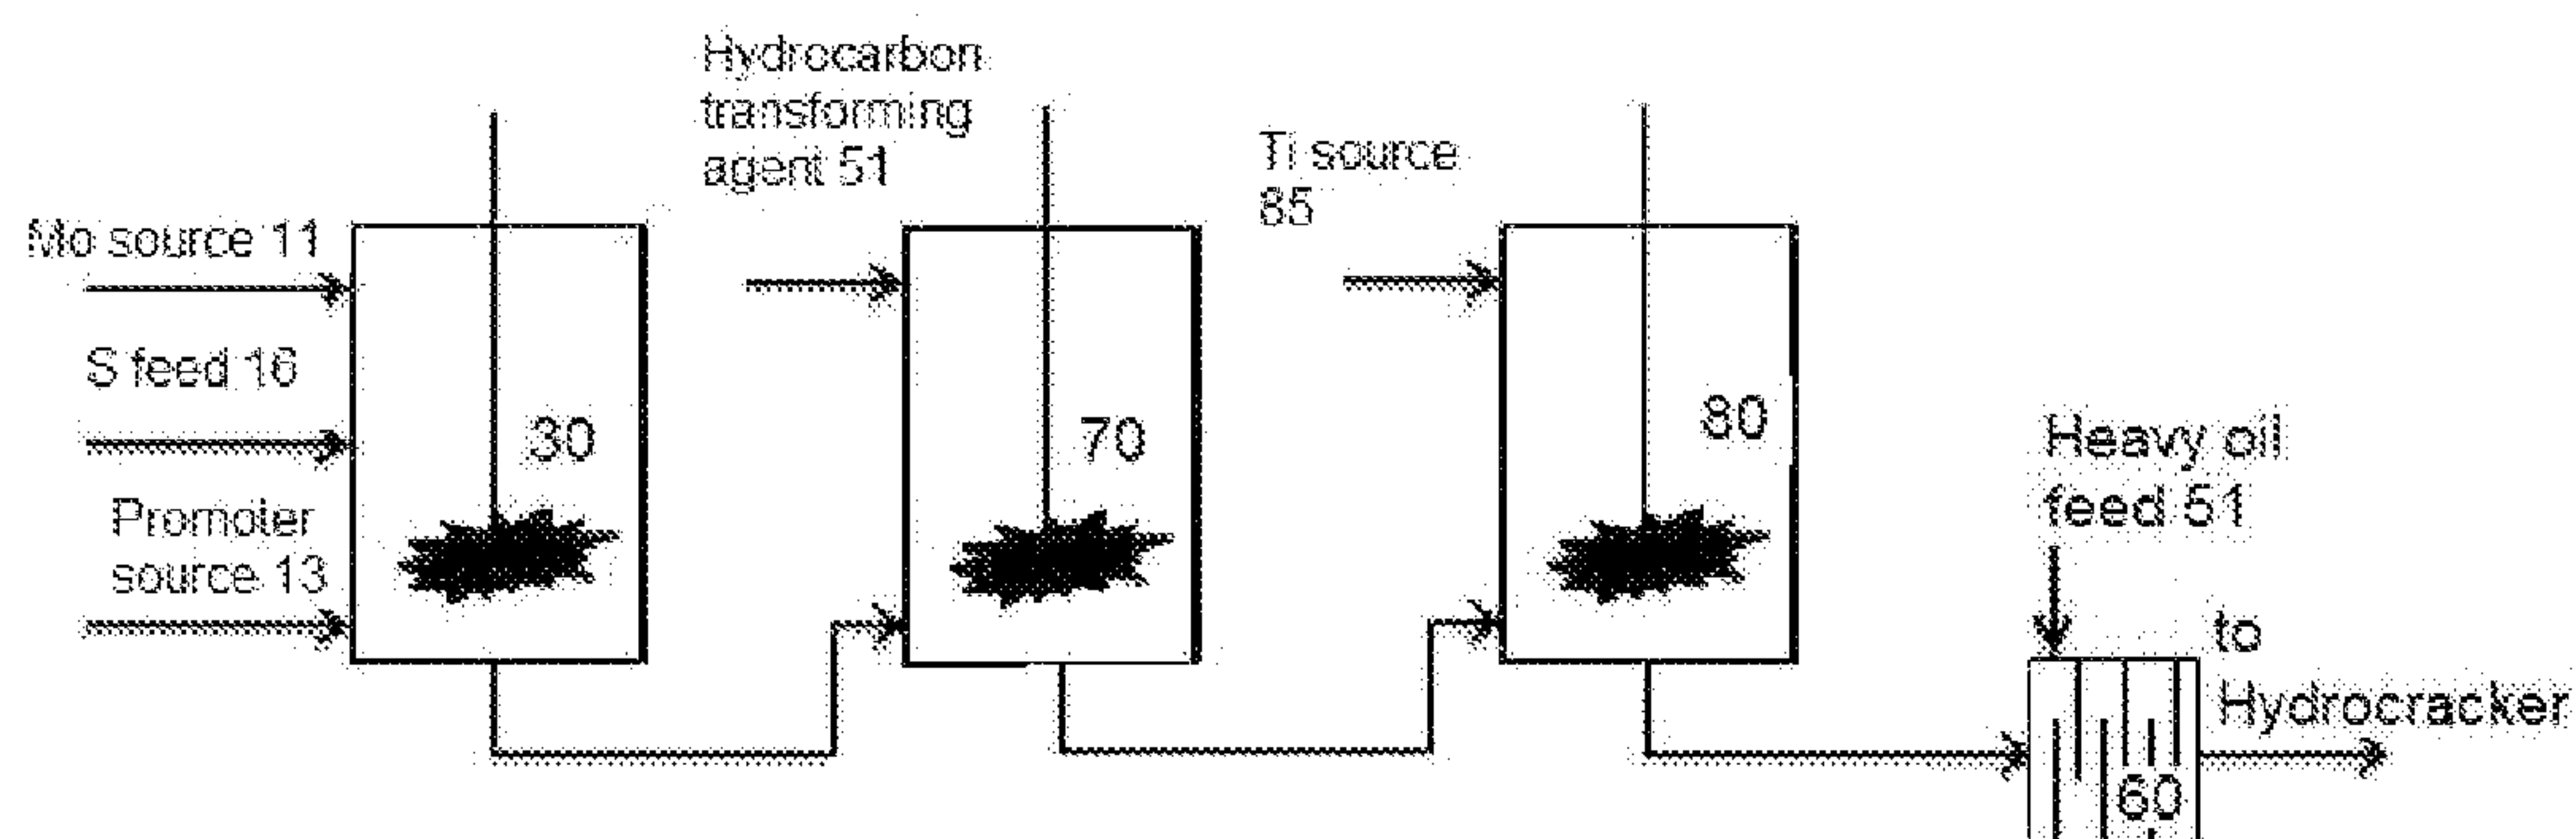 Hydrocarbon
transforming
agent 51
Ti source
85
Mo source 11
S feed 16
Promoter
source 13
30
70
80
Heavy oil
feed 51
to
Hydrocracker
60